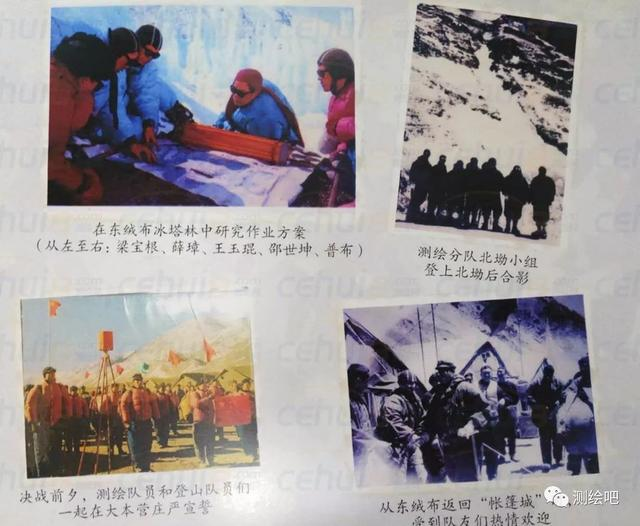 在东绒布冰塔林中研究作业方案
(从左至右：梁宝根、薛璋、王玉琨、邵世坤、普布)
测绘分队北坳小组
登上北坳后合影
决战前夕，测绘队员和登山队员们
一起在大本营庄严宣誓
从东绒布返回“帐篷城”
受到队友们热情欢迎
测绘吧